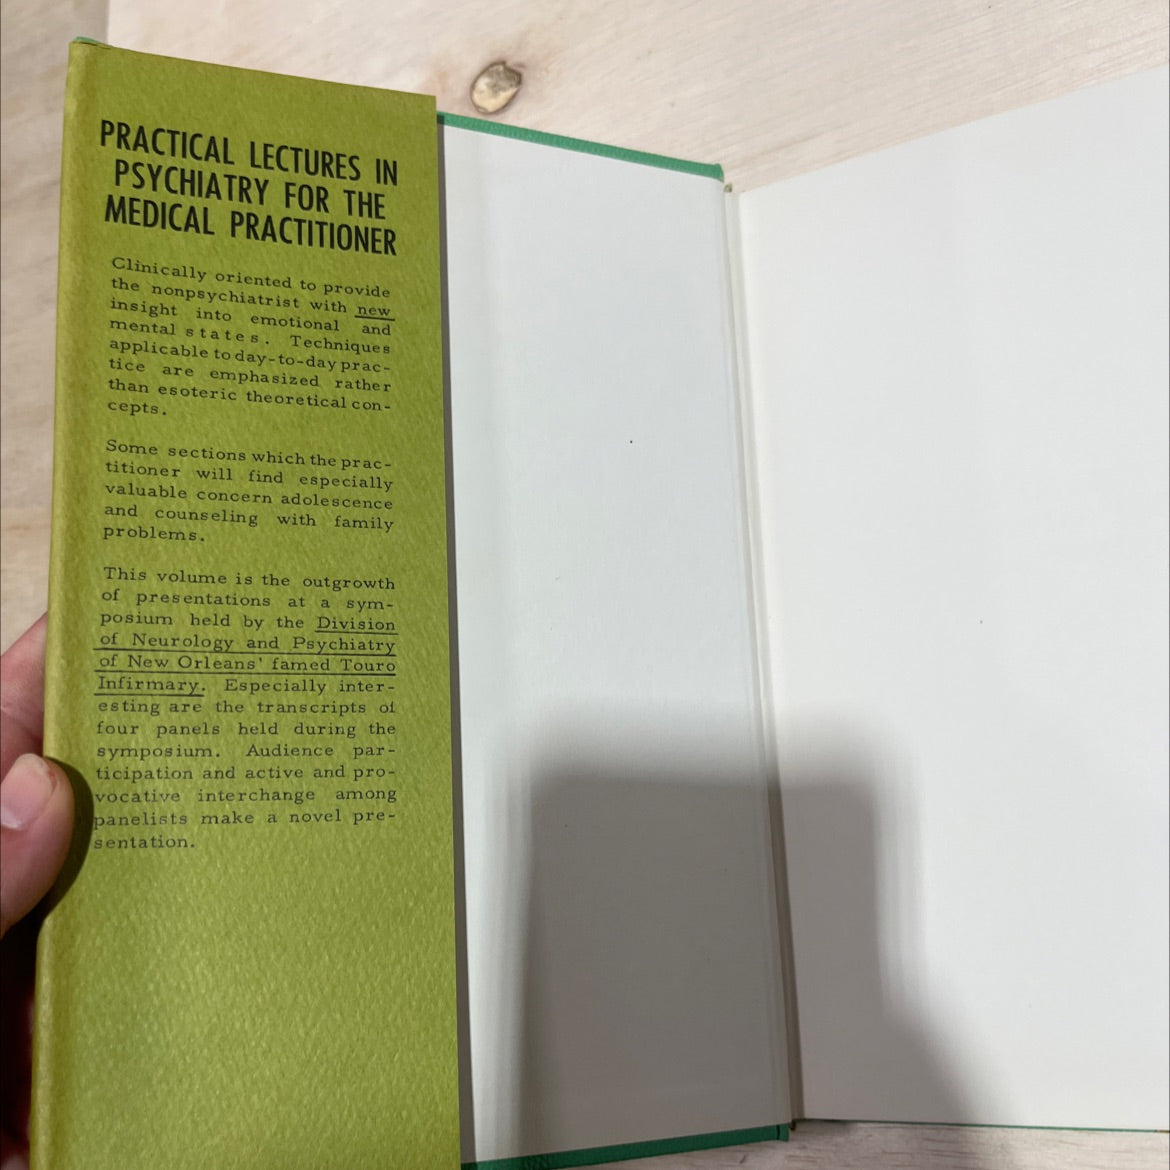 PRACTICAL LECTURES IN
PSYCHIATRY FOR THE
MEDICAL PRACTITIONER
Clinically oriented to provide
the nonpsychiatrist with new
insight into emotional and
mental states. Techniques
applicable to day-to-day prac-
tice are emphasized rather
than esoteric theoretical con-
cepts.
Some sections which the prac-
titioner will find especially
valuable concern adolescence
and counseling with family
problems.
This volume is the outgrowth
of presentations at a sym-
posium held by the Division
of Neurology and Psychiatry
of New Orleans' famed Touro
Infirmary. Especially inter-
esting are the transcripts of
four panels held during the
symposium. Audience par-
ticipation and active and pro-
vocative interchange among
panelists make a novel pre-
sentation.